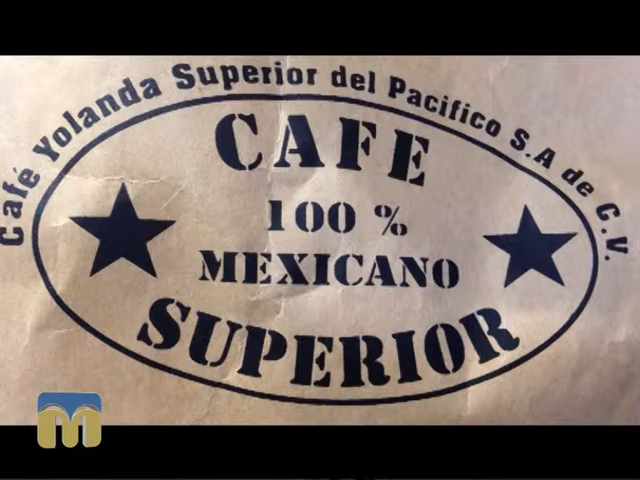 Café Yolanda Superior del Pacifico S.A de C.V.
CAFE
100 %
MEXICANO
SUPERIOR
M